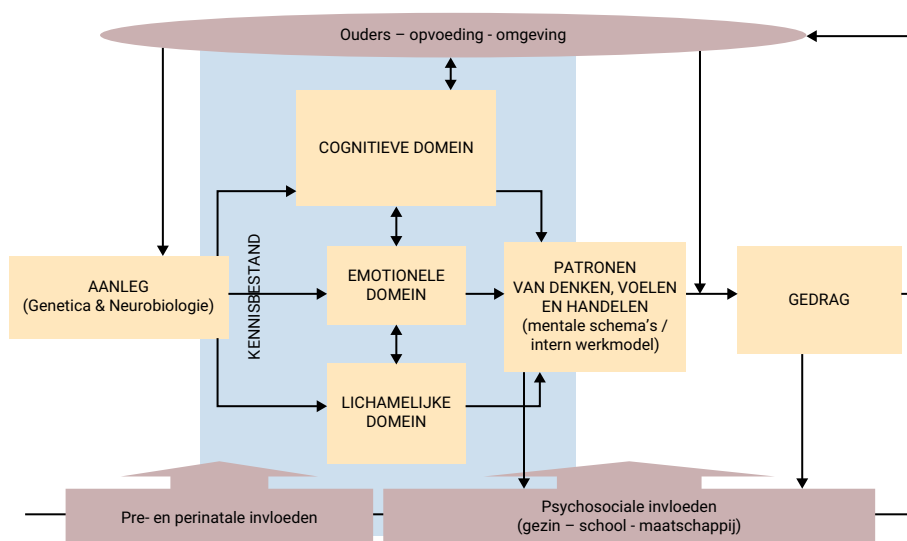 Ouders – opvoeding - omgeving
COGNITIEVE DOMEIN
KENNISBESTAND
AANLEG
(Genetica & Neurobiologie)
EMOTIONELE
DOMEIN
PATRONEN
VAN DENKEN, VOELEN
EN HANDELEN
(mentale schema's /
intern werkmodel)
GEDRAG
LICHAMELIJKE
DOMEIN
Pre- en perinatale invloeden
Psychosociale invloeden
(gezin – school - maatschappij)